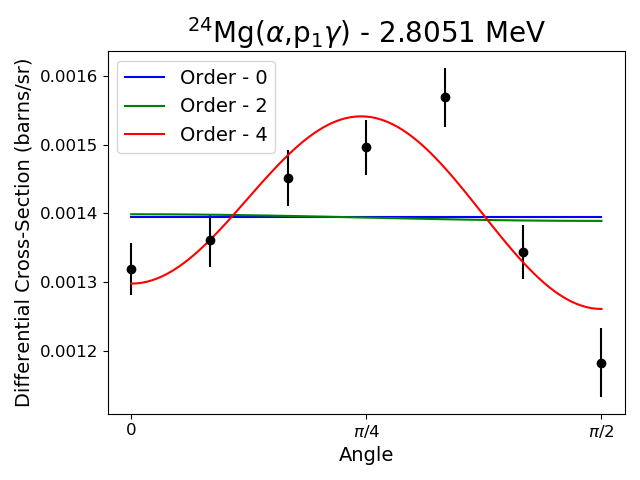 ²⁴Mg(α,p₁γ) - 2.8051 MeV
Order - 0
Order - 2
Order - 4
Differential Cross-Section (barns/sr)
0.0016
0.0015
0.0014
0.0013
0.0012
0
π/4
π/2
Angle